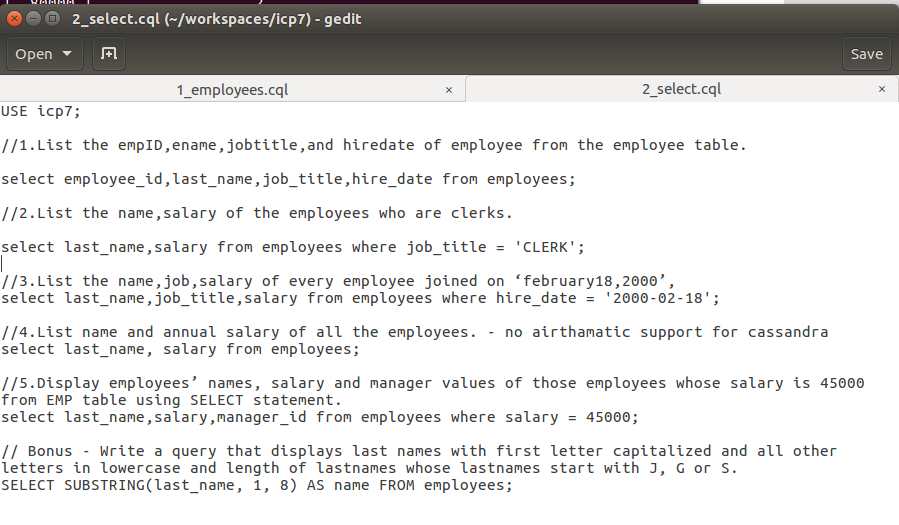 2_select.cql (~/workspaces/icp7) - gedit
Open
Save
1_employees.cql ×
2_select.cql ×
USE icp7;
//1.List the empID,ename,jobtitle,and hiredate of employee from the employee table.
select employee_id,last_name,job_title,hire_date from employees;
//2.List the name,salary of the employees who are clerks.
select last_name,salary from employees where job_title = 'CLERK';
//3.List the name,job,salary of every employee joined on ‘february18,2000’,
select last_name,job_title,salary from employees where hire_date = '2000-02-18';
//4.List name and annual salary of all the employees. - no airthamatic support for cassandra
select last_name, salary from employees;
//5.Display employees’ names, salary and manager values of those employees whose salary is 45000
from EMP table using SELECT statement.
select last_name,salary,manager_id from employees where salary = 45000;
// Bonus - Write a query that displays last names with first letter capitalized and all other
letters in lowercase and length of lastnames whose lastnames start with J, G or S.
SELECT SUBSTRING(last_name, 1, 8) AS name FROM employees;